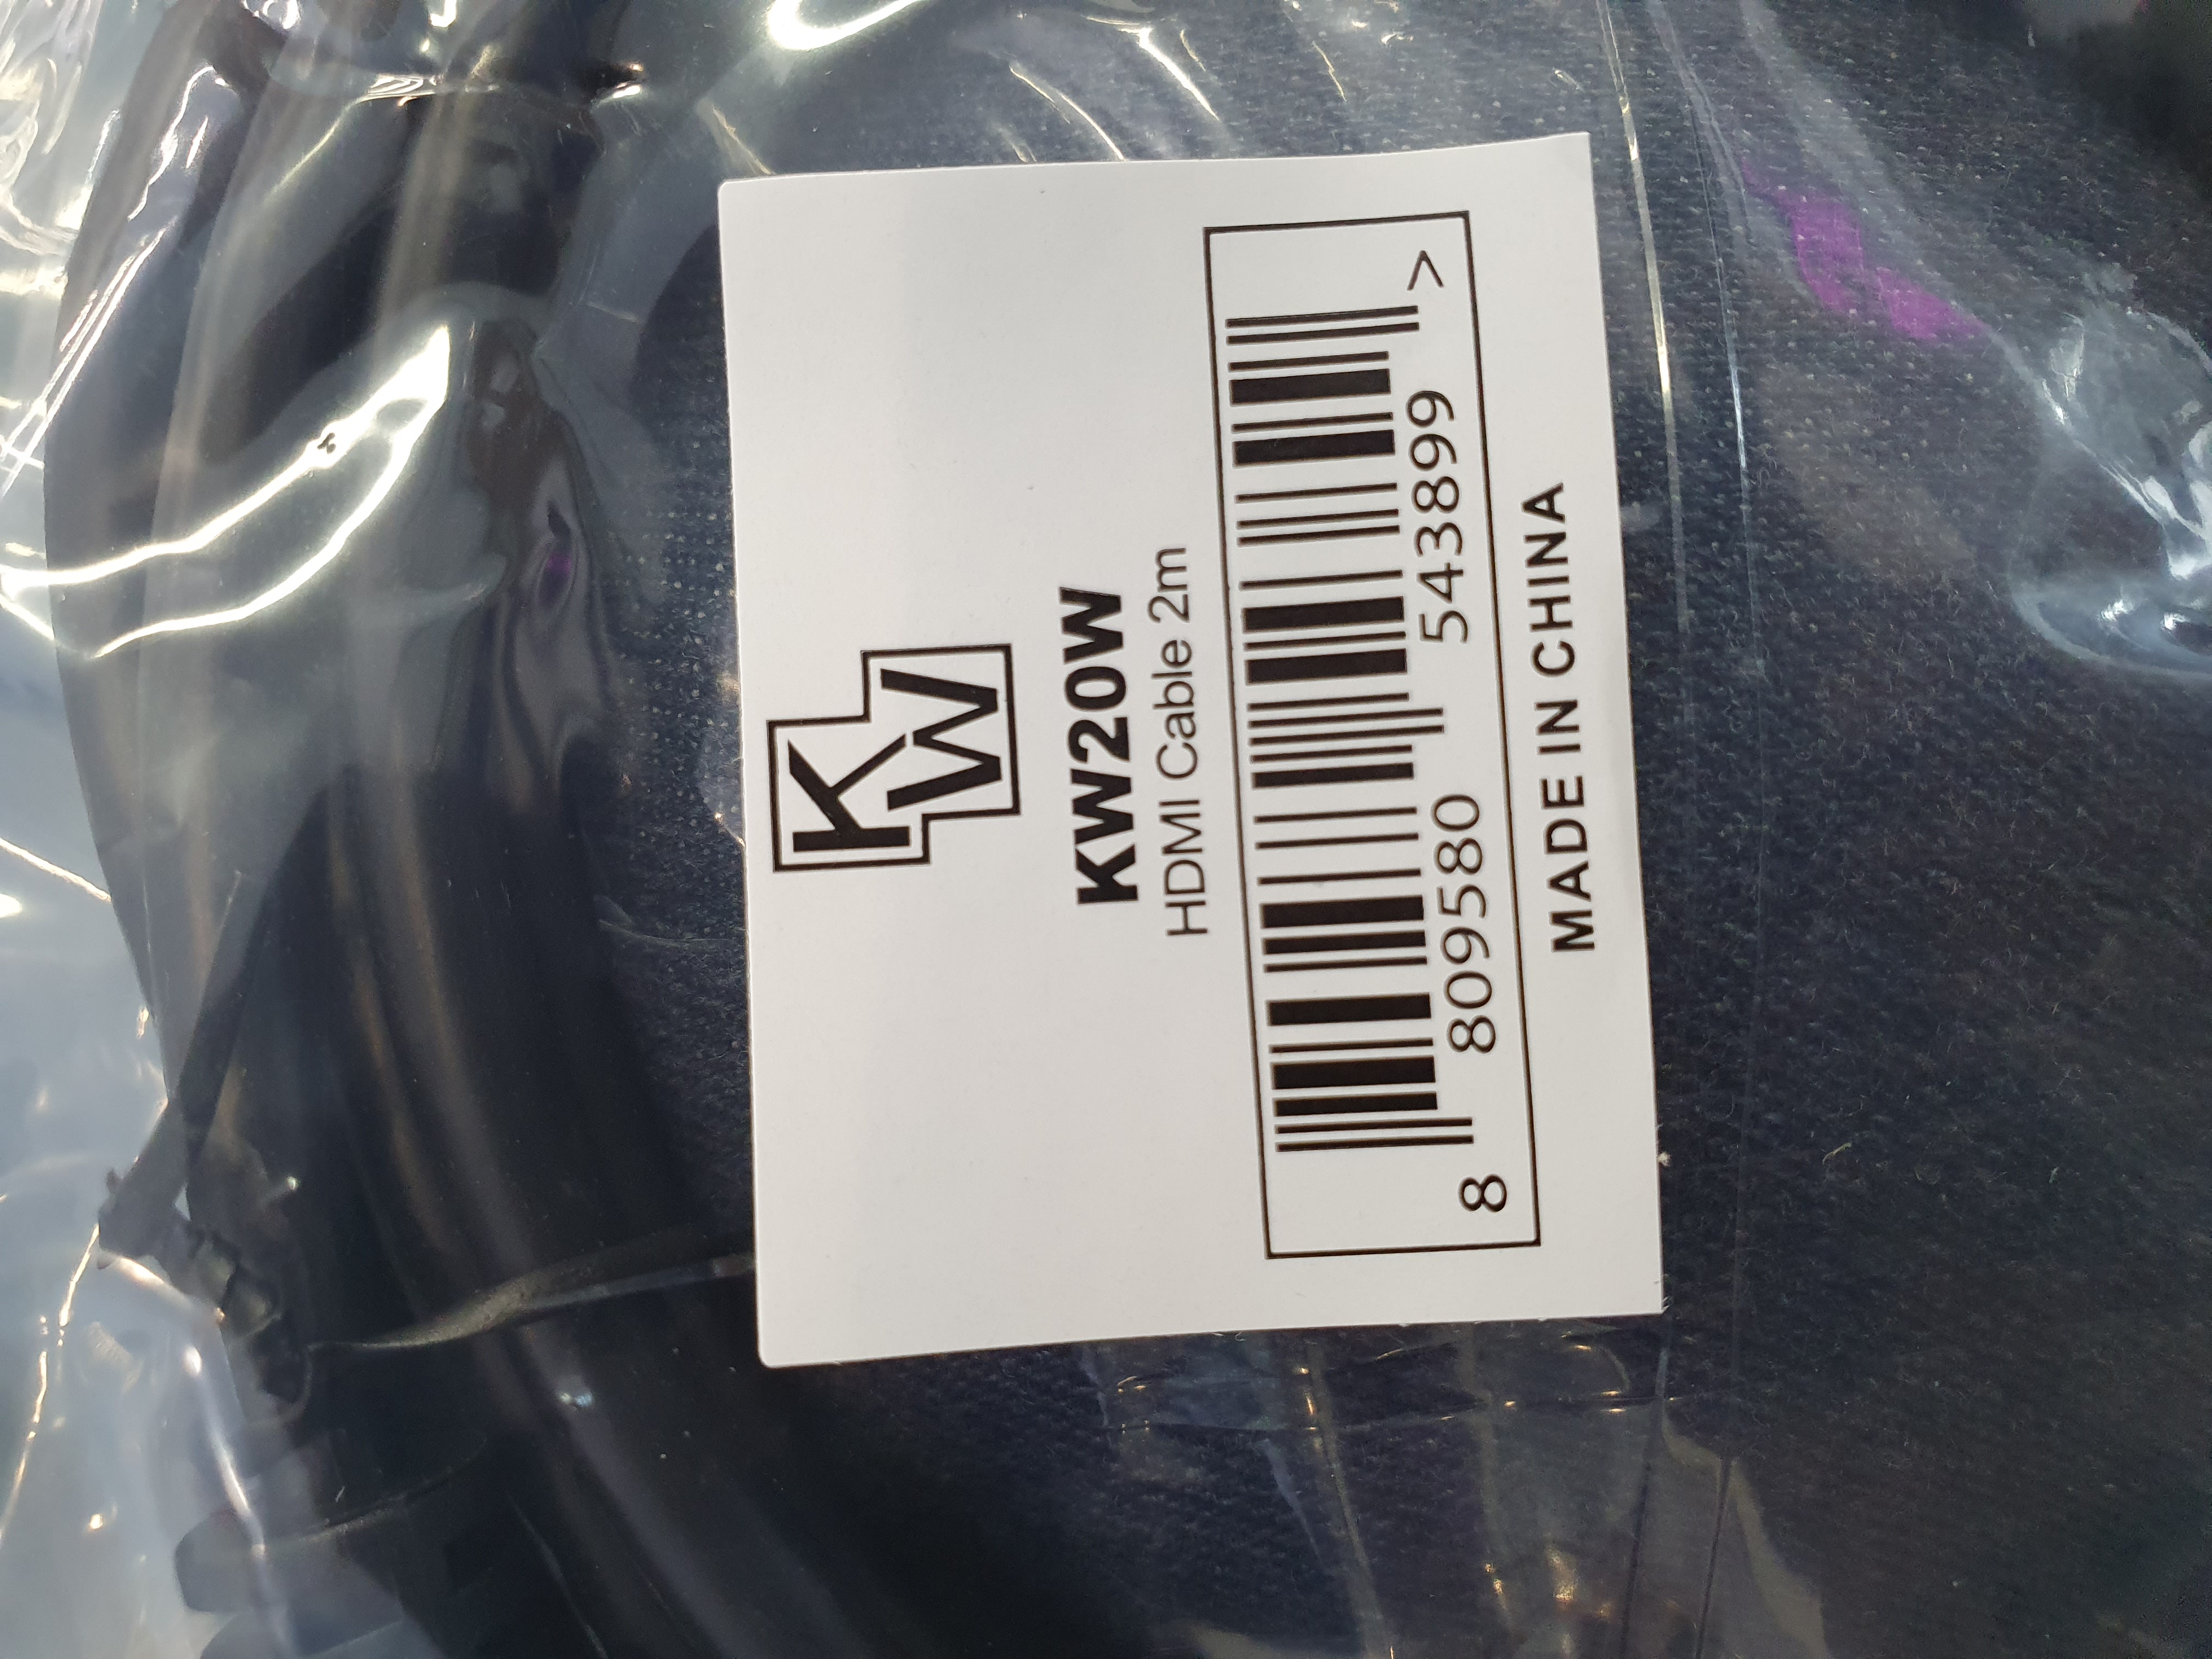 KW
KW20W
HDMI Cable 2m
8 809580 543899 >
MADE IN CHINA